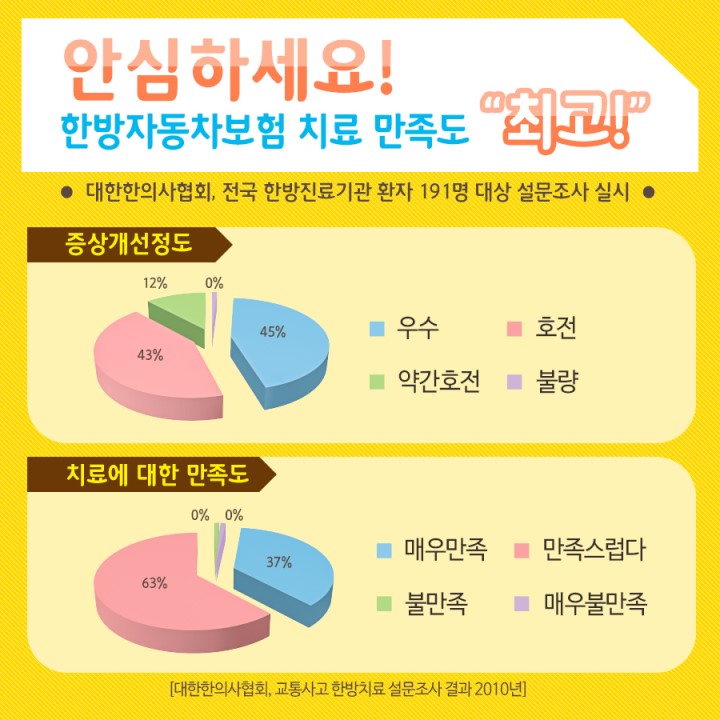 안심하세요!
한방자동차보험 치료 만족도 "최고!"
● 대한한의사협회, 전국 한방진료기관 환자 191명 대상 설문조사 실시 ●
증상개선정도
12% 0%
45%
43%
우수 호전
약간호전 불량
치료에 대한 만족도
0% 0%
37%
63%
매우만족 만족스럽다
불만족 매우불만족
[대한한의사협회, 교통사고 한방치료 설문조사 결과 2010년]